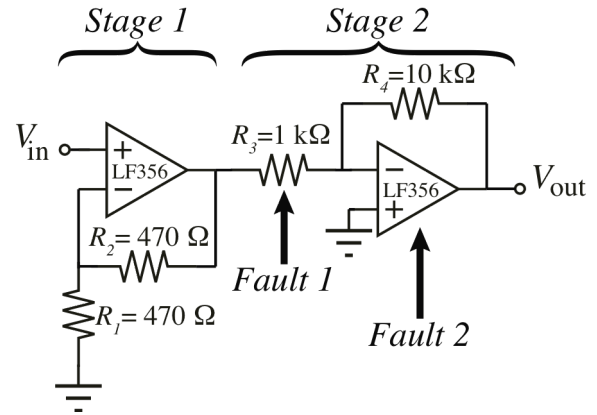 Stage 1
Stage 2
R4=10 kΩ
Vin
+
LF356
−
R3=1 kΩ
−
LF356
+
Vout
R2= 470 Ω
Fault 1
R1= 470 Ω
Fault 2